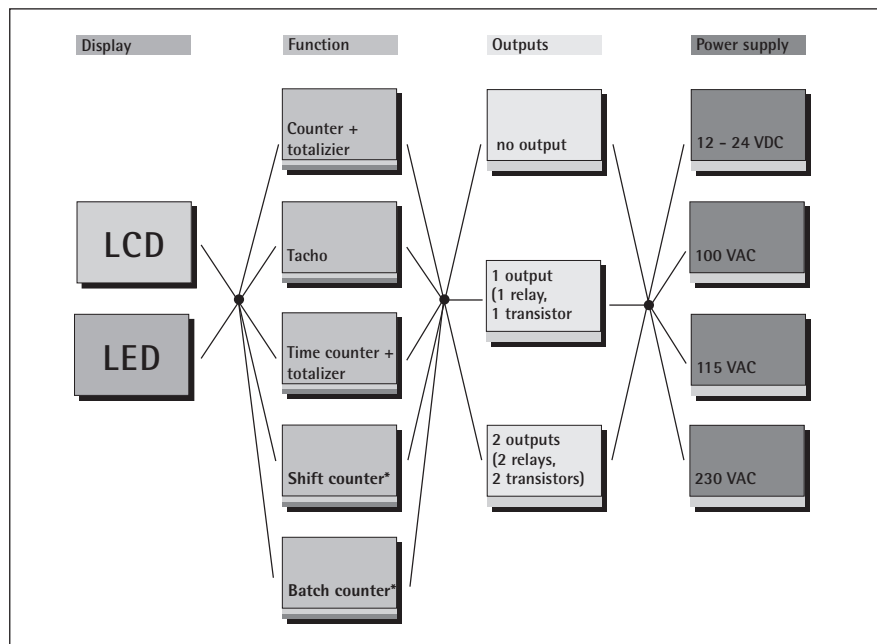 Display
Function
Outputs
Power supply
LCD
LED
Counter +
totalizier
Tacho
Time counter +
totalizer
Shift counter*
Batch counter*
no output
1 output
(1 relay,
1 transistor
2 outputs
(2 relays,
2 transistors)
12 - 24 VDC
100 VAC
115 VAC
230 VAC